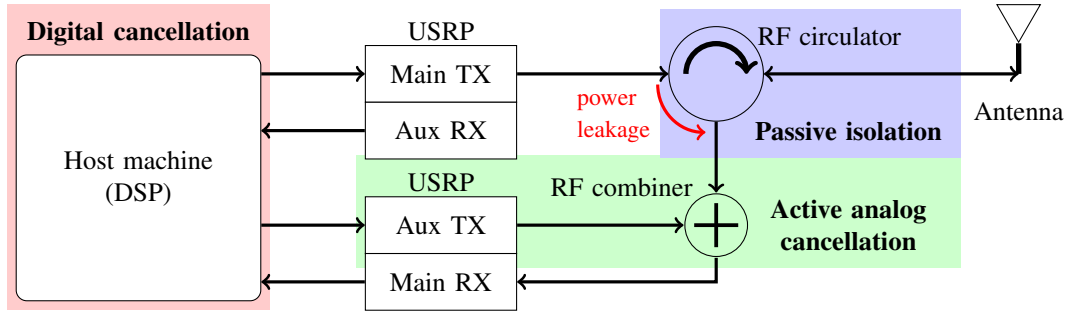 Digital cancellation
Host machine
(DSP)
USRP
Main TX
Aux RX
USRP
Aux TX
Main RX
power
leakage
RF circulator
Passive isolation
Antenna
RF combiner
Active analog
cancellation